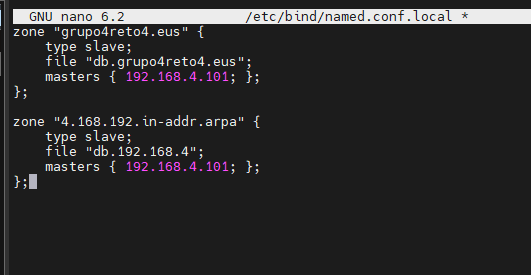 GNU nano 6.2 /etc/bind/named.conf.local *
zone "grupo4reto4.eus" {
    type slave;
    file "db.grupo4reto4.eus";
    masters { 192.168.4.101; };
};

zone "4.168.192.in-addr.arpa" {
    type slave;
    file "db.192.168.4";
    masters { 192.168.4.101; };
};